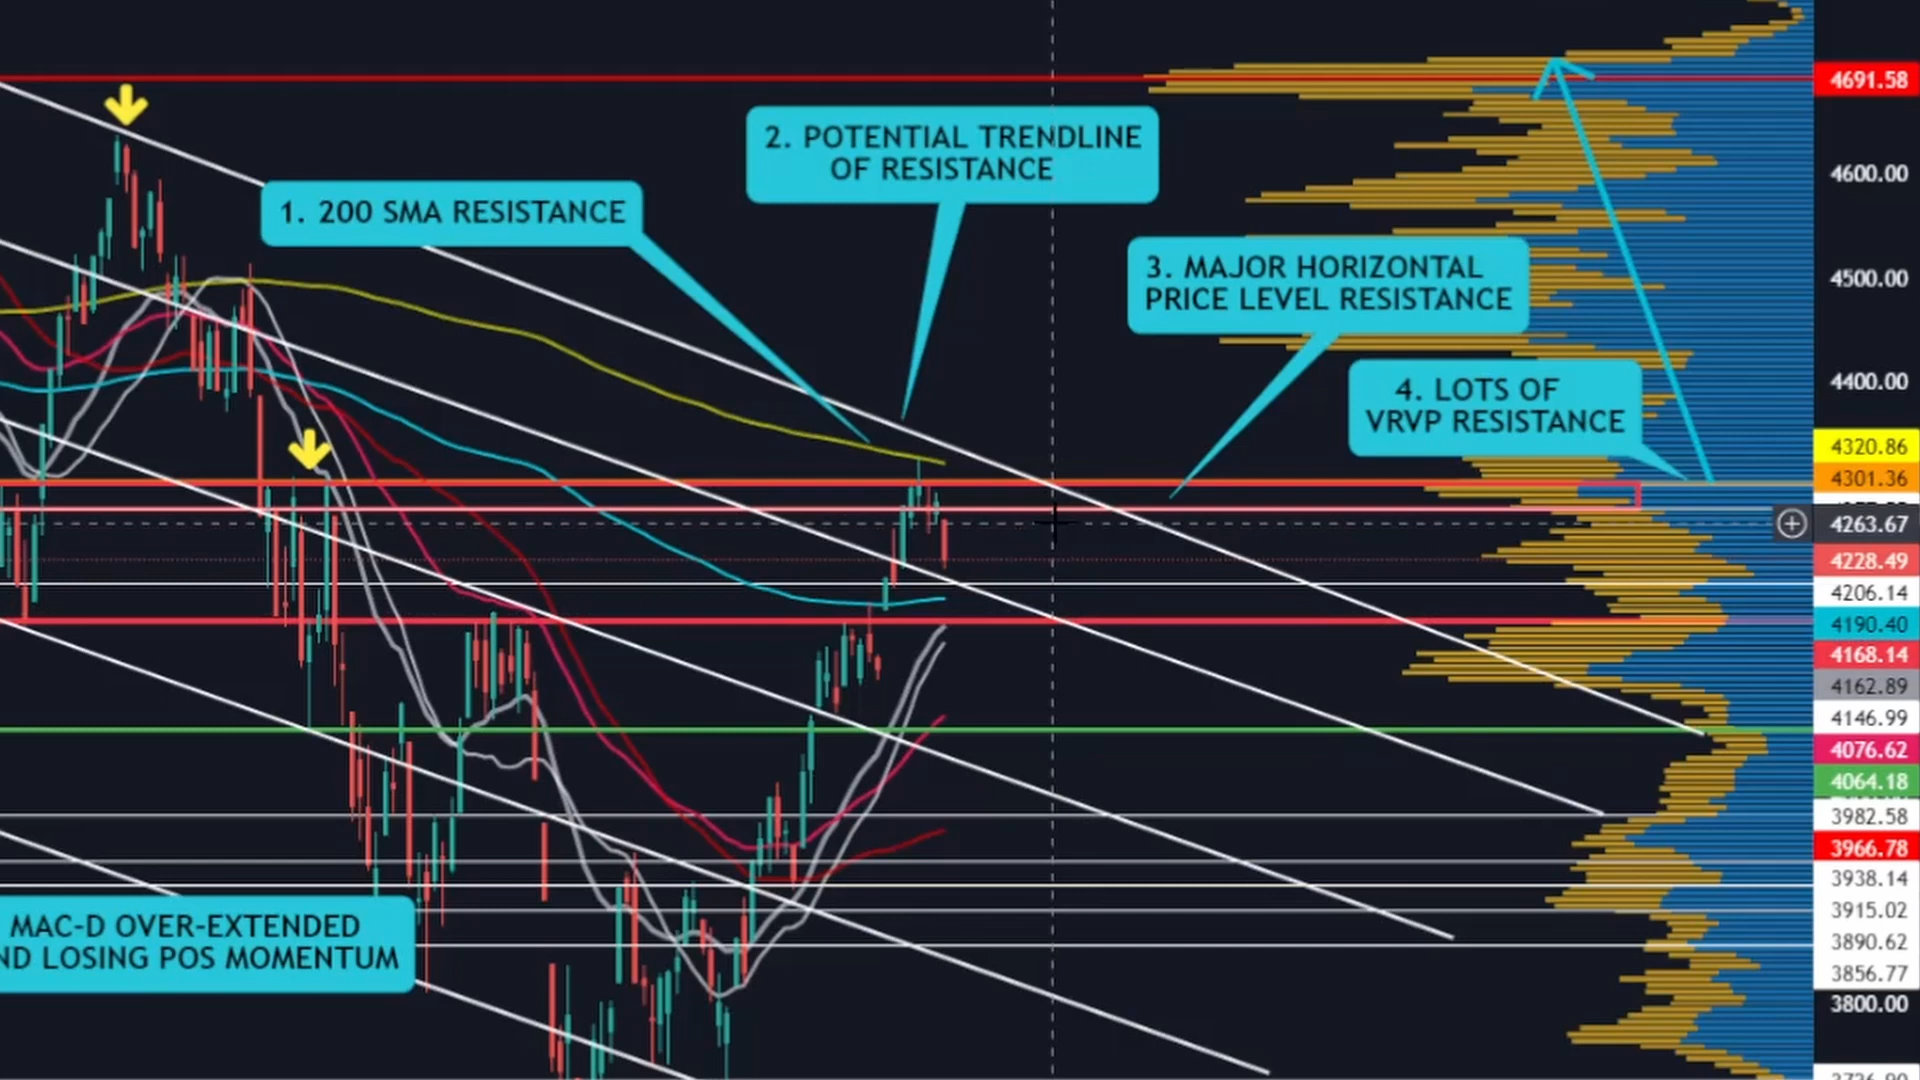 4691.58
2. POTENTIAL TRENDLINE
OF RESISTANCE
4600.00
1. 200 SMA RESISTANCE
3. MAJOR HORIZONTAL
PRICE LEVEL RESISTANCE
4500.00
4. LOTS OF
VRVP RESISTANCE
4400.00
4320.86
4301.36
4263.67
4228.49
4206.14
4190.40
4168.14
4162.89
4146.99
4076.62
4064.18
3982.58
3966.78
3938.14
3915.02
3890.62
3856.77
3800.00
MAC-D OVER-EXTENDED
ND LOSING POS MOMENTUM